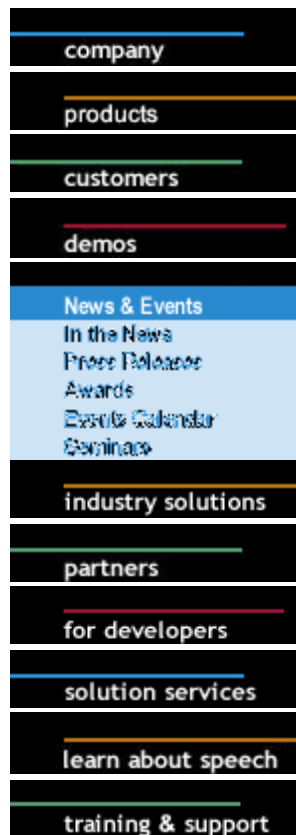 company
products
customers
demos
News & Events
In the News
Press Releases
Awards
Events Calendar
Seminars
industry solutions
partners
for developers
solution services
learn about speech
training & support